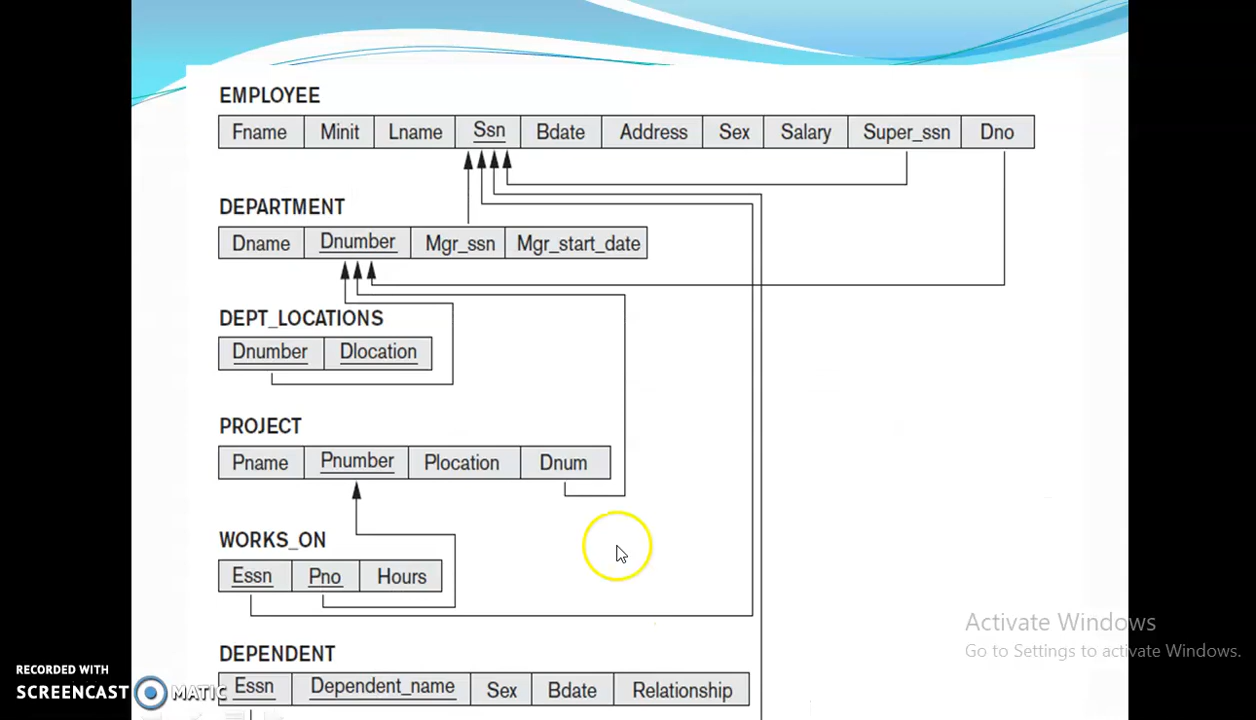 EMPLOYEE
Fname Minit Lname Ssn Bdate Address Sex Salary Super_ssn Dno
DEPARTMENT
Dname Dnumber Mgr_ssn Mgr_start_date
DEPT_LOCATIONS
Dnumber Dlocation
PROJECT
Pname Pnumber Plocation Dnum
WORKS_ON
Essn Pno Hours
DEPENDENT
Essn Dependent_name Sex Bdate Relationship
Activate Windows
Go to Settings to activate Windows.
RECORDED WITH
SCREENCAST MATIC